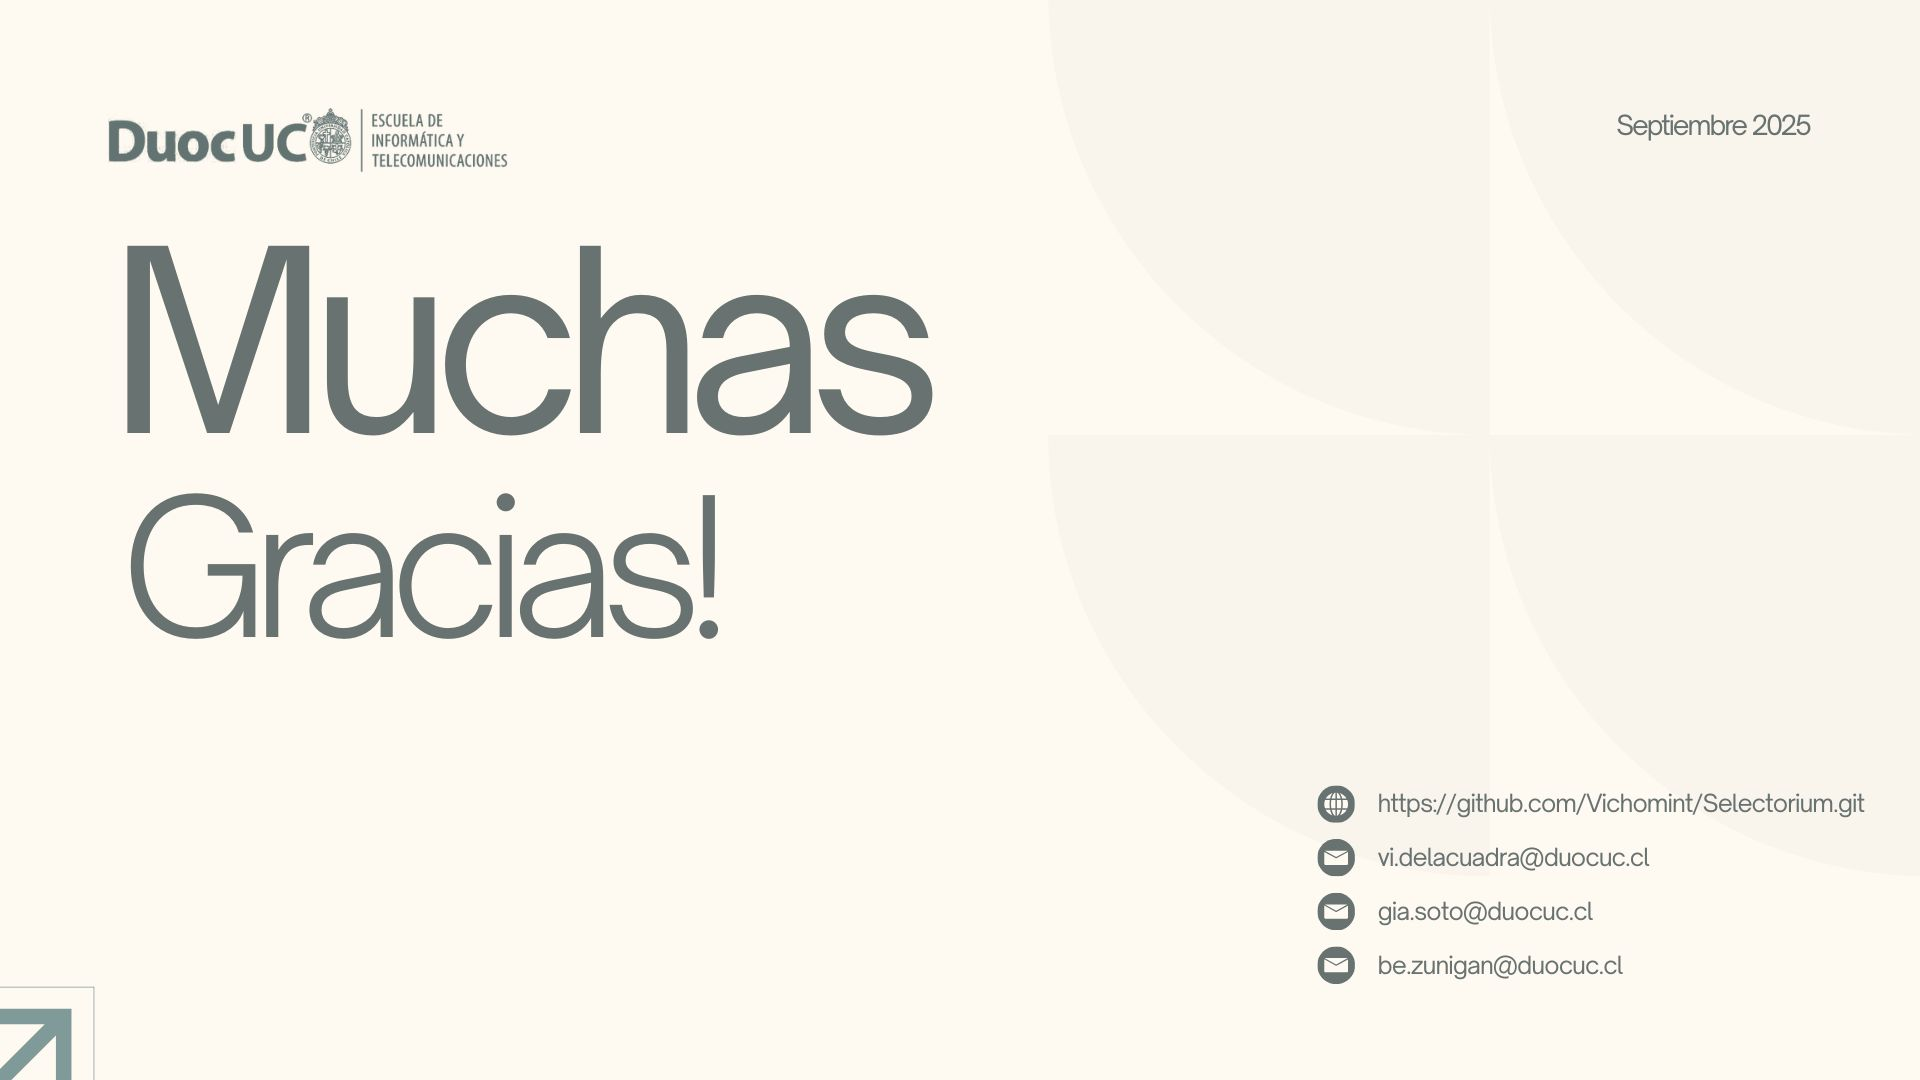 DuocUC®
ESCUELA DE
INFORMÁTICA Y
TELECOMUNICACIONES
Septiembre 2025
Muchas
Gracias!
https://github.com/Vichomint/Selectorium.git
vi.delacuadra@duocuc.cl
gia.soto@duocuc.cl
be.zunigan@duocuc.cl